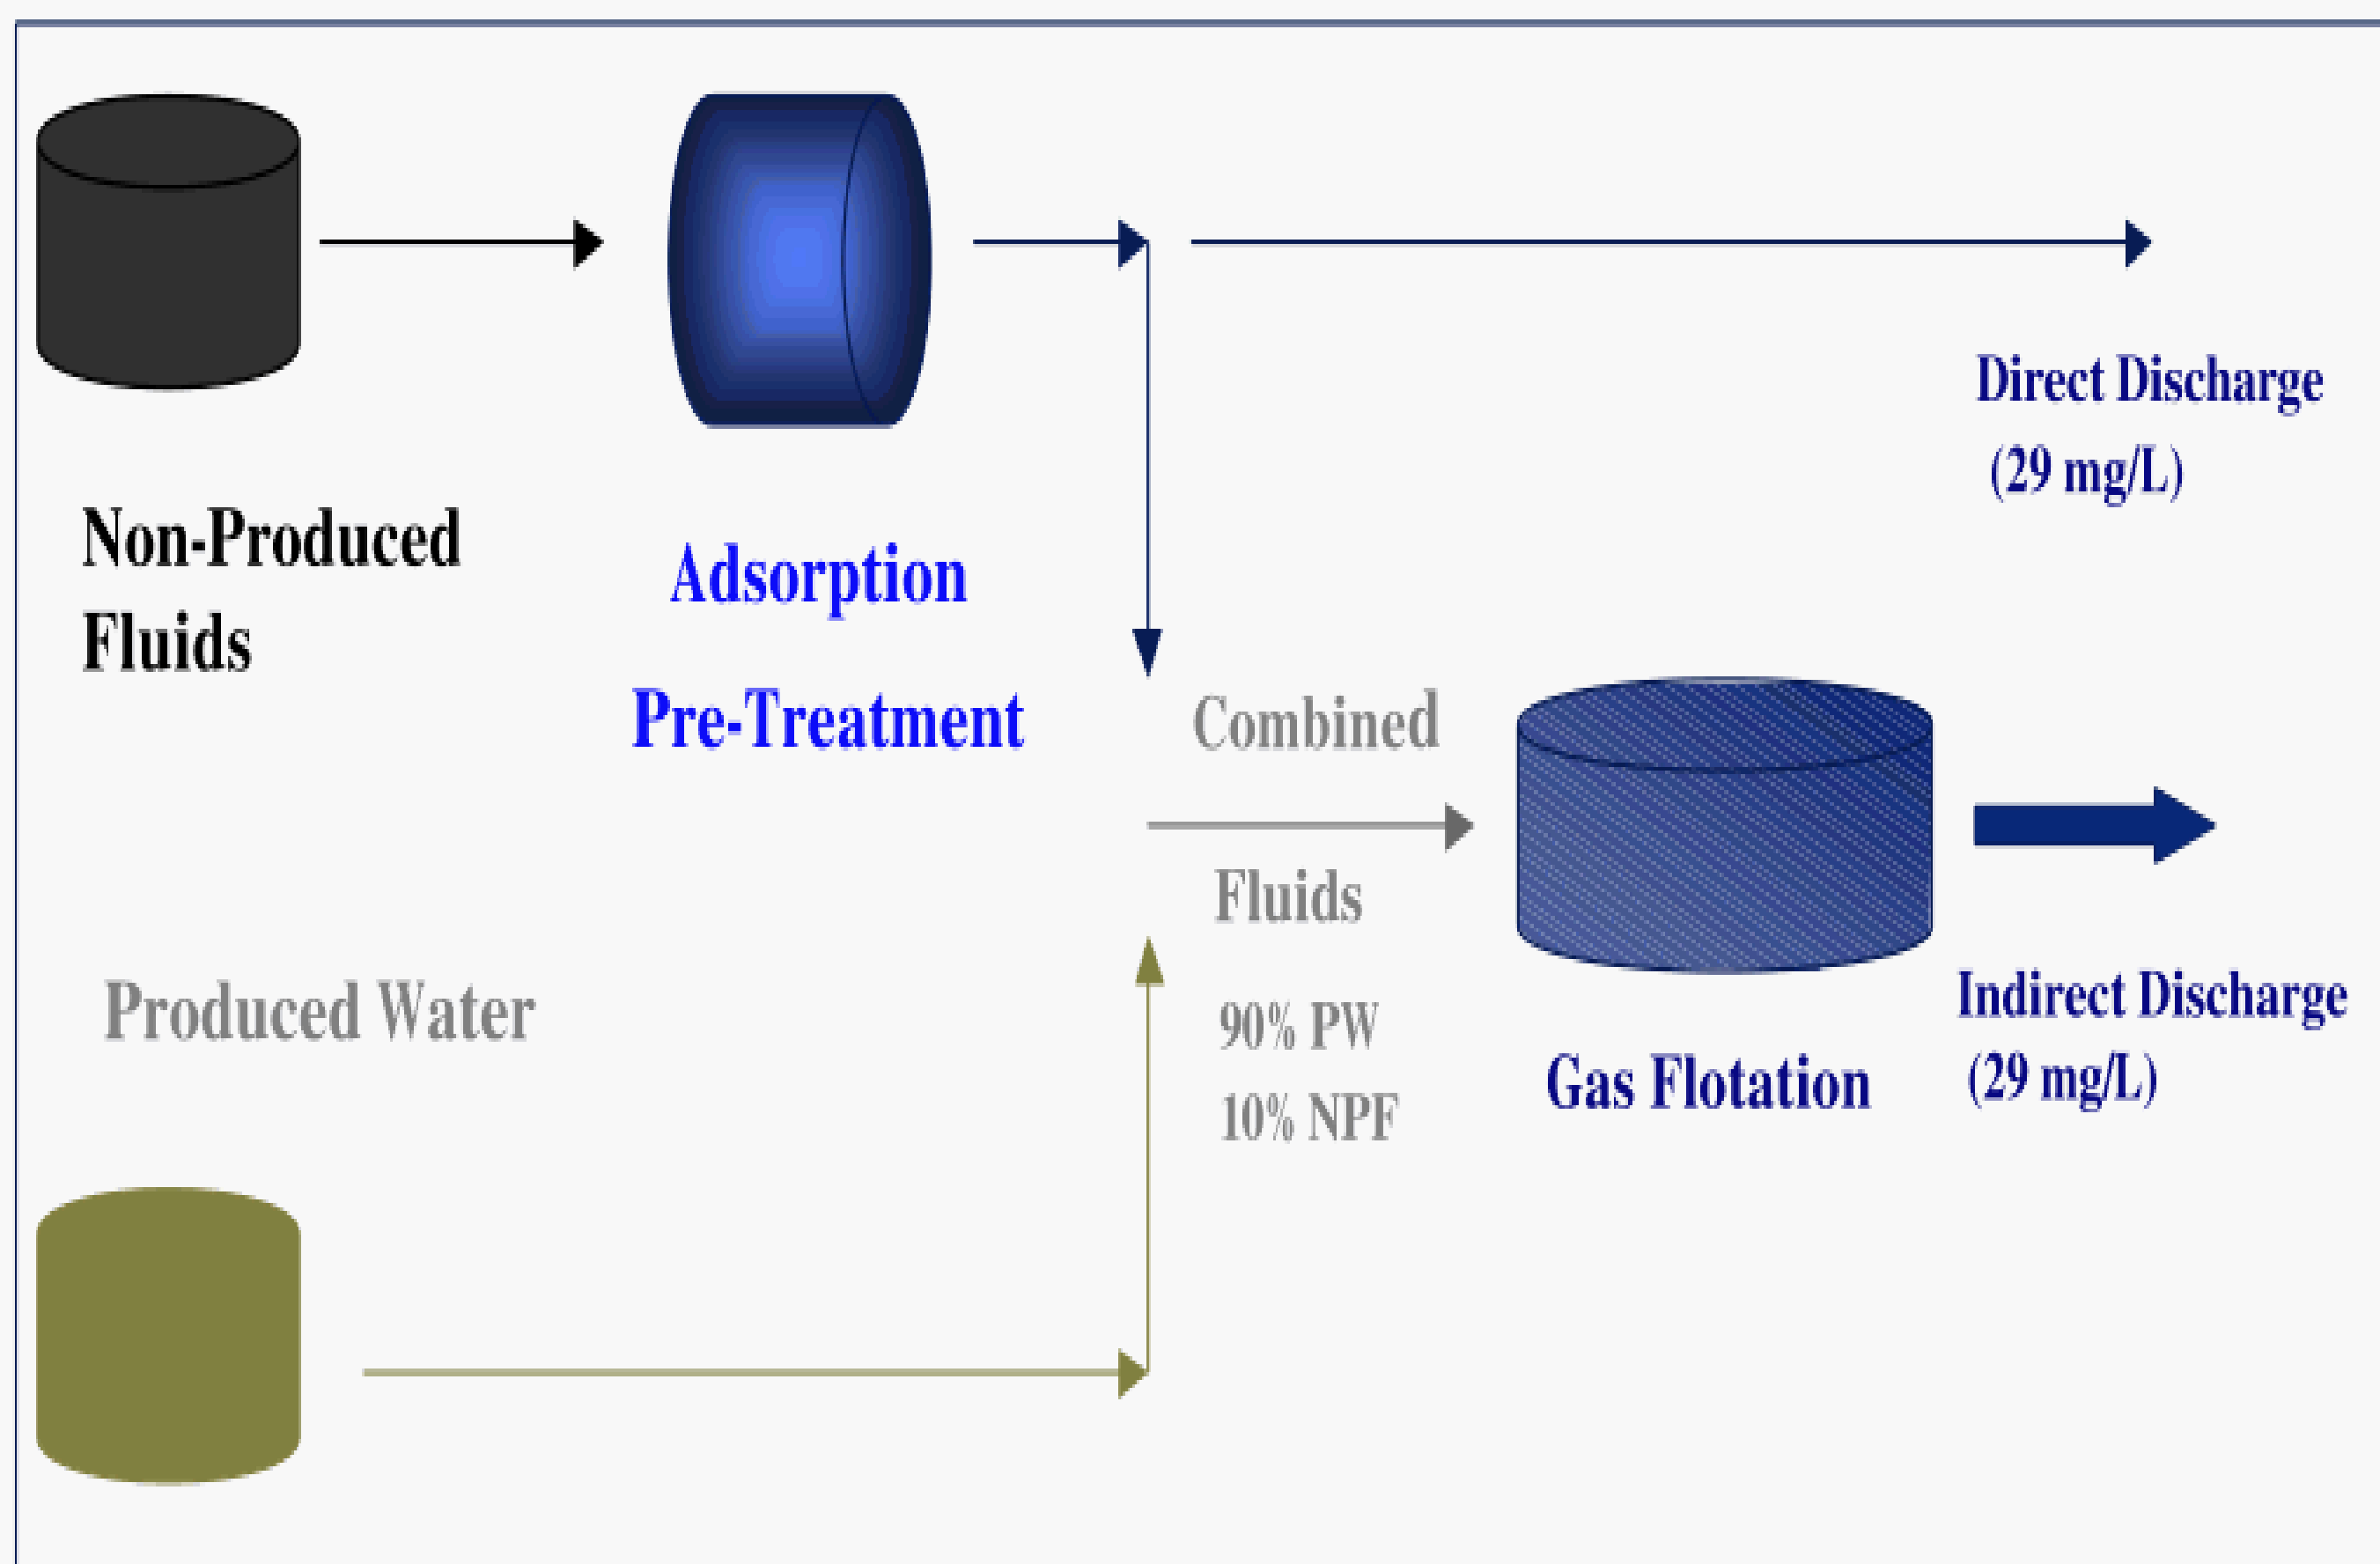 Direct Discharge
(29 mg/L)
Non-Produced
Fluids
Adsorption
Pre-Treatment
Combined
Fluids
90% PW
10% NPF
Produced Water
Gas Flotation
Indirect Discharge
(29 mg/L)